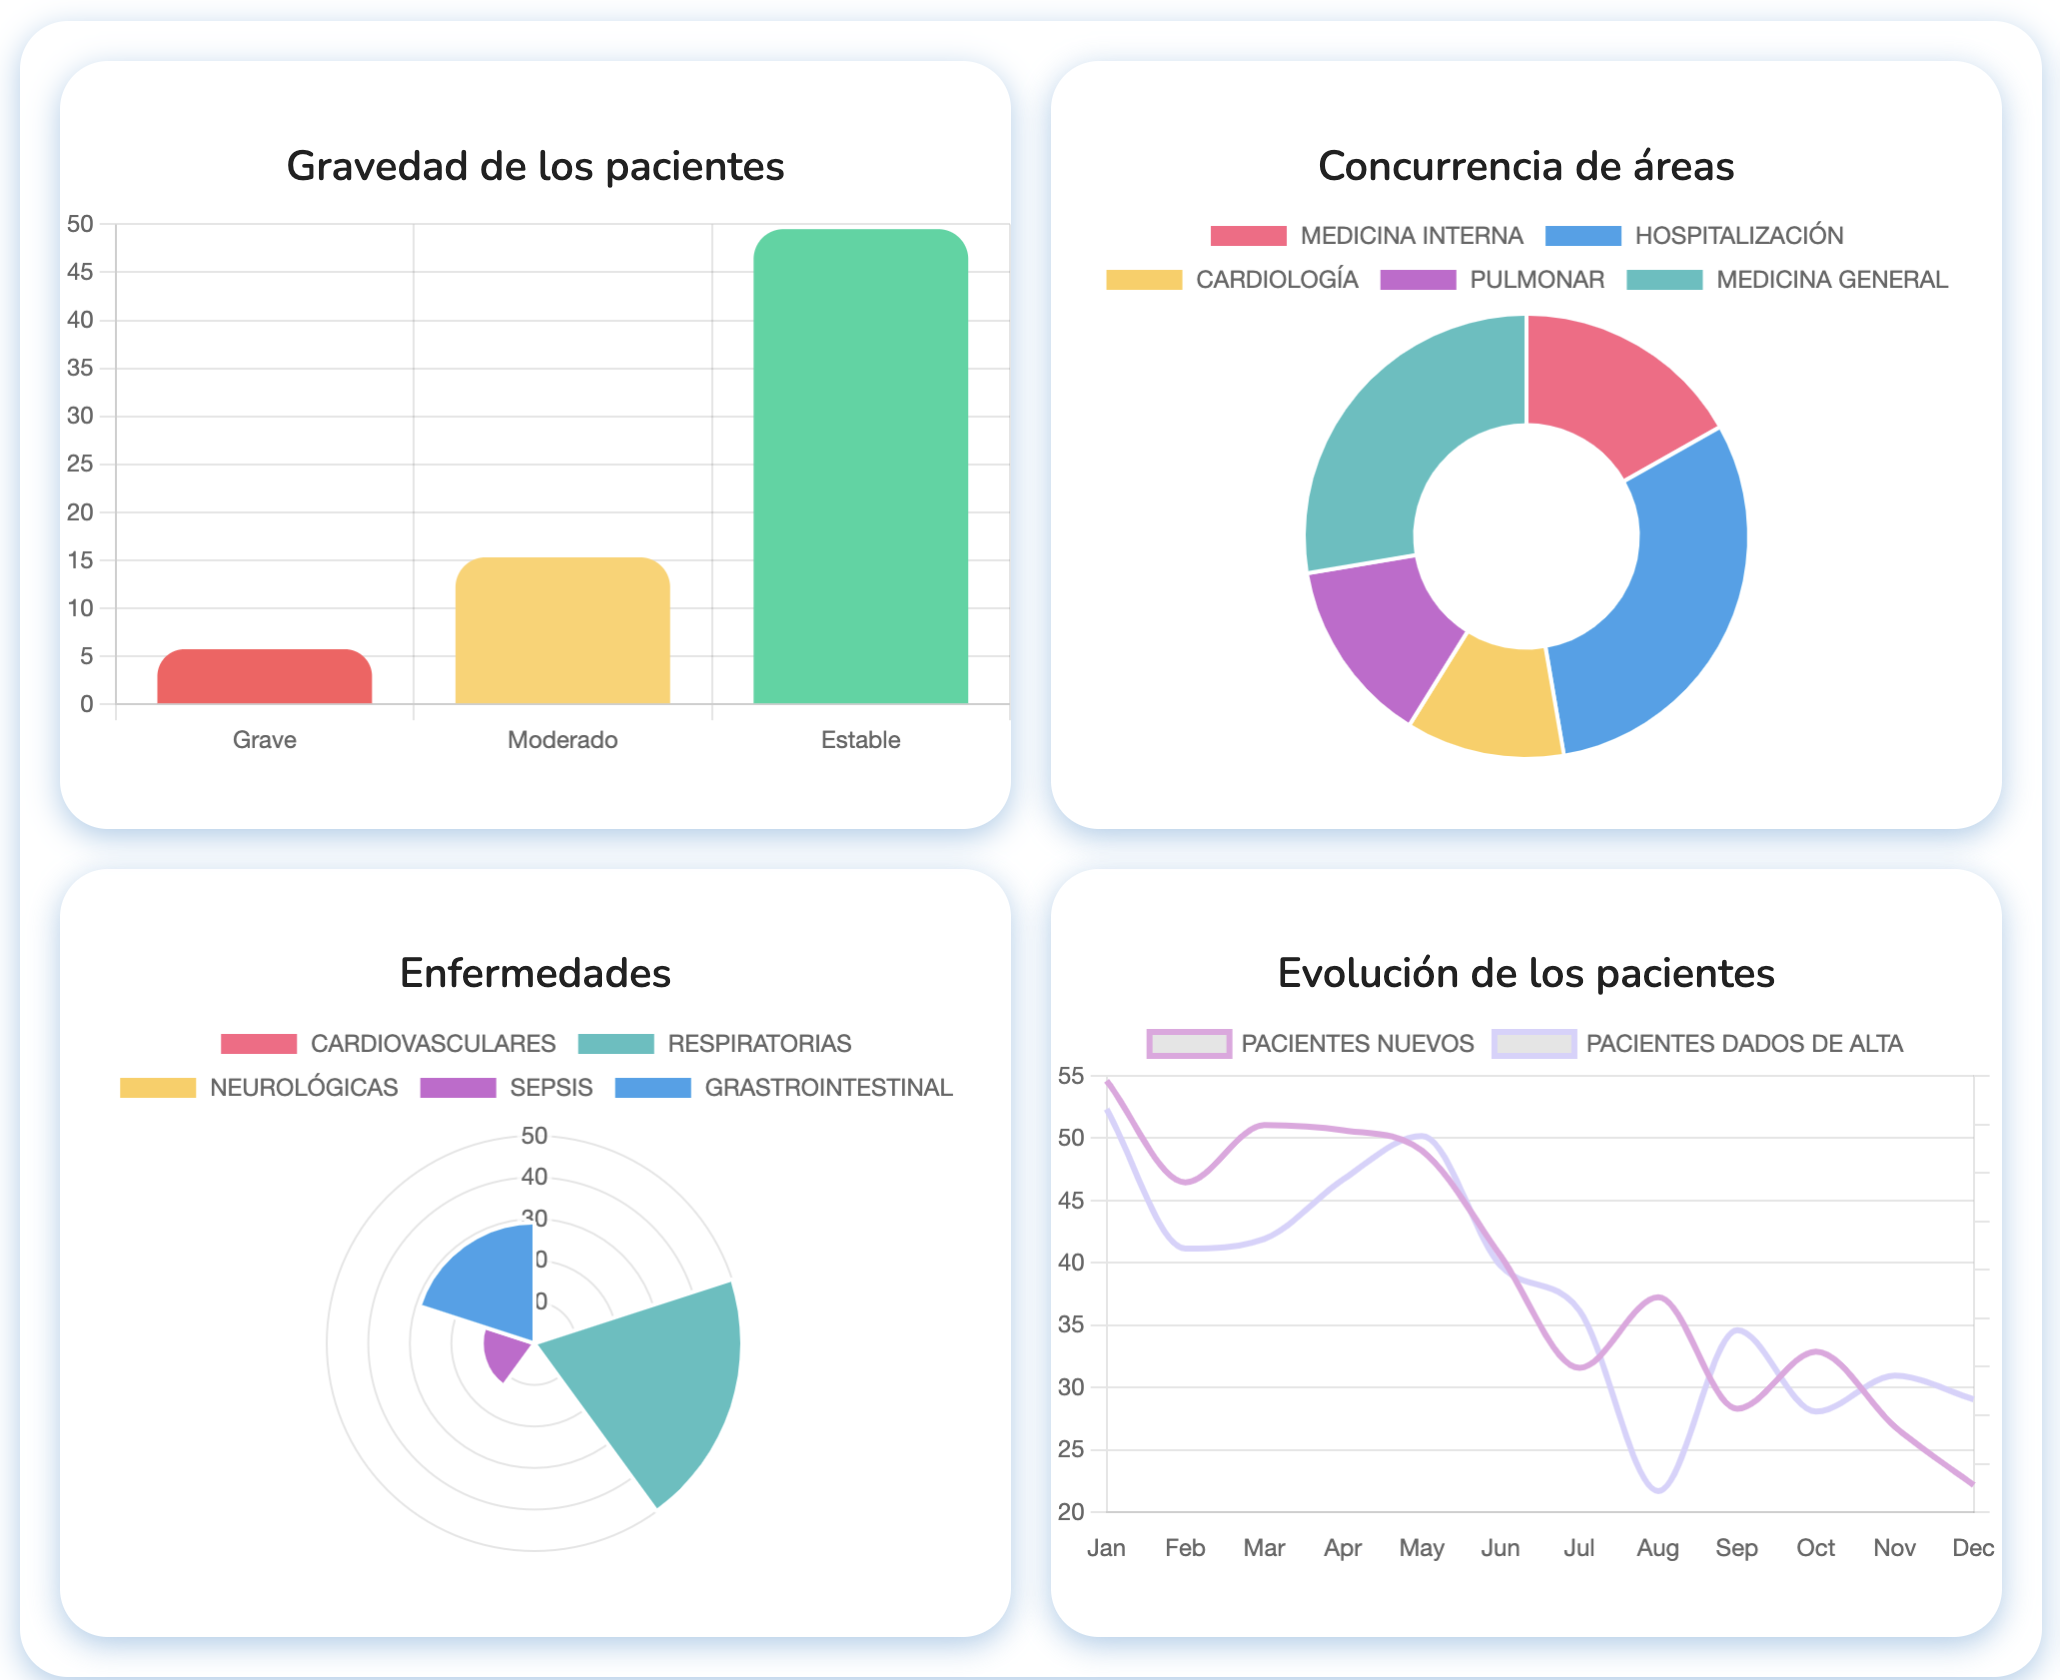 Gravedad de los pacientes
50
45
40
35
30
25
20
15
10
5
0
Grave Moderado Estable
Concurrencia de áreas
MEDICINA INTERNA HOSPITALIZACIÓN
CARDIOLOGÍA PULMONAR MEDICINA GENERAL
Enfermedades
CARDIOVASCULARES RESPIRATORIAS
NEUROLÓGICAS SEPSIS GRASTROINTESTINAL
50
40
30
0
0
Evolución de los pacientes
PACIENTES NUEVOS PACIENTES DADOS DE ALTA
55
50
45
40
35
30
25
20
Jan Feb Mar Apr May Jun Jul Aug Sep Oct Nov Dec